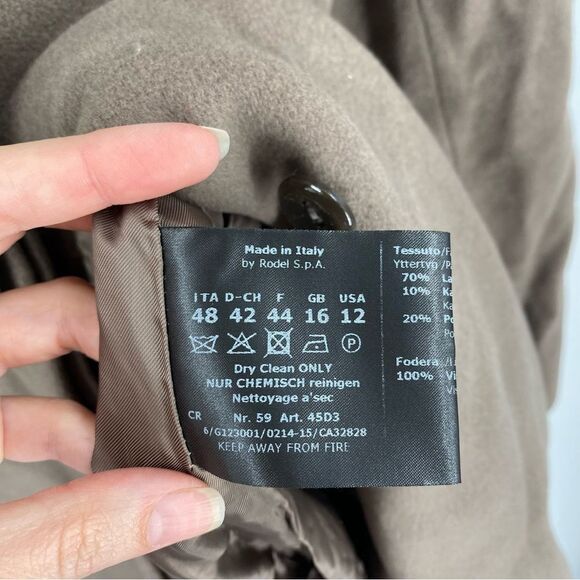 Made in Italy
by Rodel S.p.A.
ITA D-CH F GB USA
48 42 44 16 12
P
Dry Clean ONLY
NUR CHEMISCH reinigen
Nettoyage a'sec
CR Nr. 59 Art. 45D3
6/G123001/0214-15/CA32828
KEEP AWAY FROM FIRE
Tessuto/
Yttertyg/
70%
10%
20%
Fodera/
100%